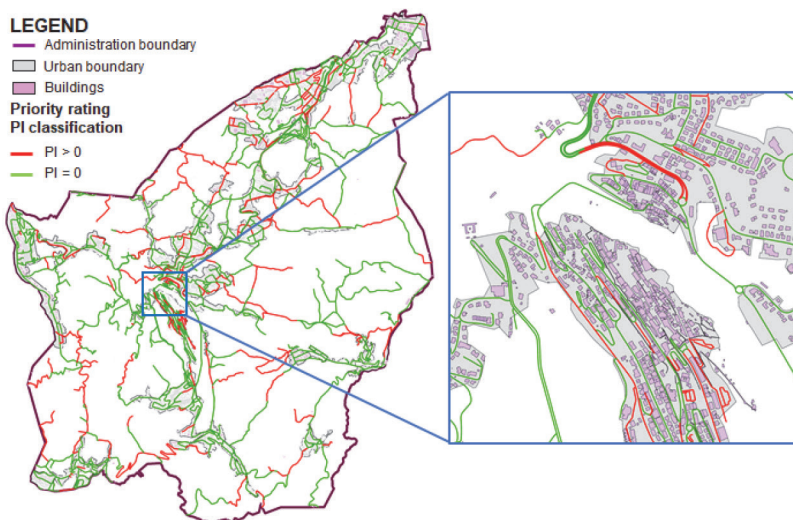 LEGEND
Administration boundary
Urban boundary
Buildings
Priority rating
PI classification
PI > 0
PI = 0